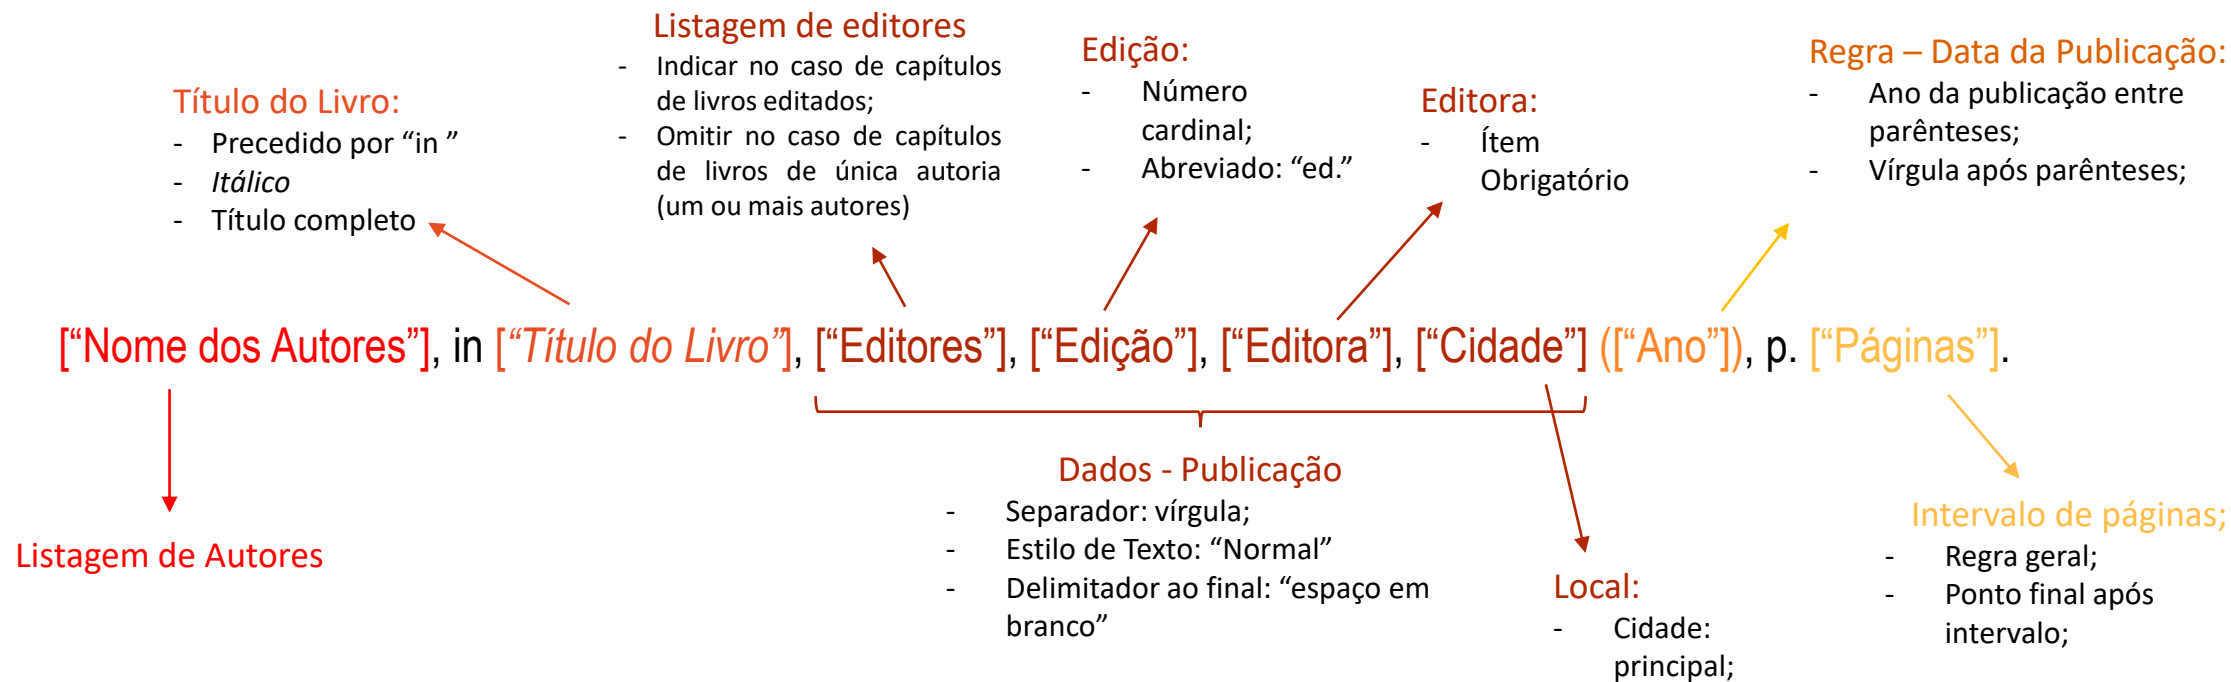 Título do Livro:
- Precedido por “in ”
- Itálico
- Título completo
Listagem de editores
- Indicar no caso de capítulos
de livros editados;
- Omitir no caso de capítulos
de livros de única autoria
(um ou mais autores)
Edição:
- Número
cardinal;
- Abreviado: “ed.”
Editora:
- Ítem
Obrigatório
Regra – Data da Publicação:
- Ano da publicação entre
parênteses;
- Vírgula após parênteses;
[“Nome dos Autores”], in [“Título do Livro”], [“Editores”], [“Edição”], [“Editora”], [“Cidade”] ([“Ano”]), p. [“Páginas”].
Listagem de Autores
Dados - Publicação
- Separador: vírgula;
- Estilo de Texto: “Normal”
- Delimitador ao final: “espaço em
branco”
Local:
- Cidade:
principal;
Intervalo de páginas;
- Regra geral;
- Ponto final após
intervalo;